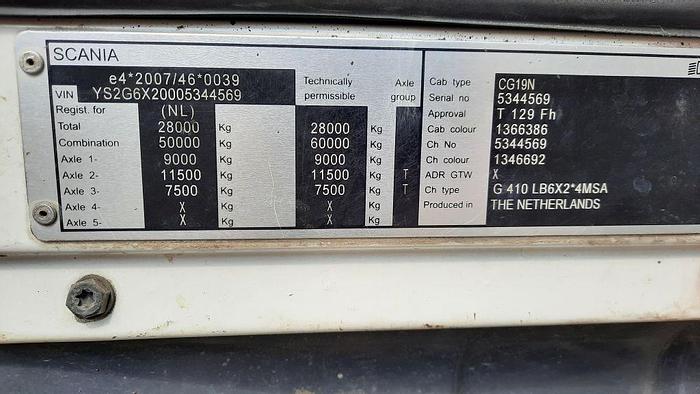 SCANIA
e4*2007/46*0039 Technically permissible Axle group
VIN YS2G6X20005344569
Regist. for (NL)
Total 28000 Kg 28000 Kg
Combination 50000 Kg 60000 Kg
Axle 1- 9000 Kg 9000 Kg
Axle 2- 11500 Kg 11500 Kg T
Axle 3- 7500 Kg 7500 Kg T
Axle 4- X Kg X Kg
Axle 5- X Kg X Kg
Cab type CG19N
Serial no 5344569
Approval T 129 Fh
Cab colour 1366386
Ch No 5344569
Ch colour 1346692
ADR GTW X
Ch type G 410 LB6X2*4MSA
Produced in THE NETHERLANDS